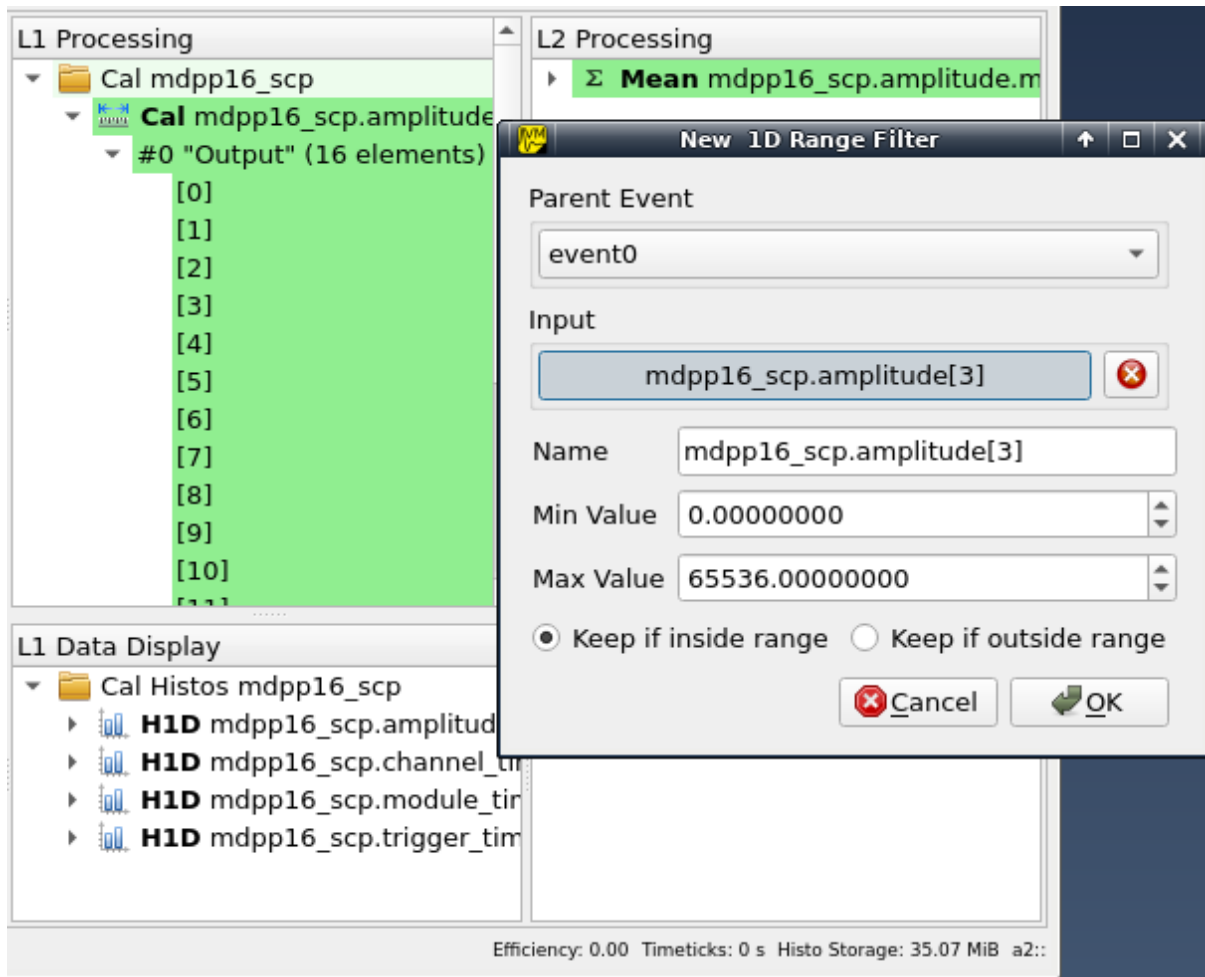 L1 Processing
Cal mdpp16_scp
Cal mdpp16_scp.amplitude
#0 "Output" (16 elements)
[0]
[1]
[2]
[3]
[4]
[5]
[6]
[7]
[8]
[9]
[10]
[11]
L2 Processing
Σ Mean mdpp16_scp.amplitude.m
New 1D Range Filter
Parent Event
event0
Input
mdpp16_scp.amplitude[3]
Name mdpp16_scp.amplitude[3]
Min Value 0.00000000
Max Value 65536.00000000
Keep if inside range Keep if outside range
Cancel OK
L1 Data Display
Cal Histos mdpp16_scp
H1D mdpp16_scp.amplitud
H1D mdpp16_scp.channel_tim
H1D mdpp16_scp.module_tim
H1D mdpp16_scp.trigger_tim
Efficiency: 0.00 Timeticks: 0 s Histo Storage: 35.07 MiB a2::